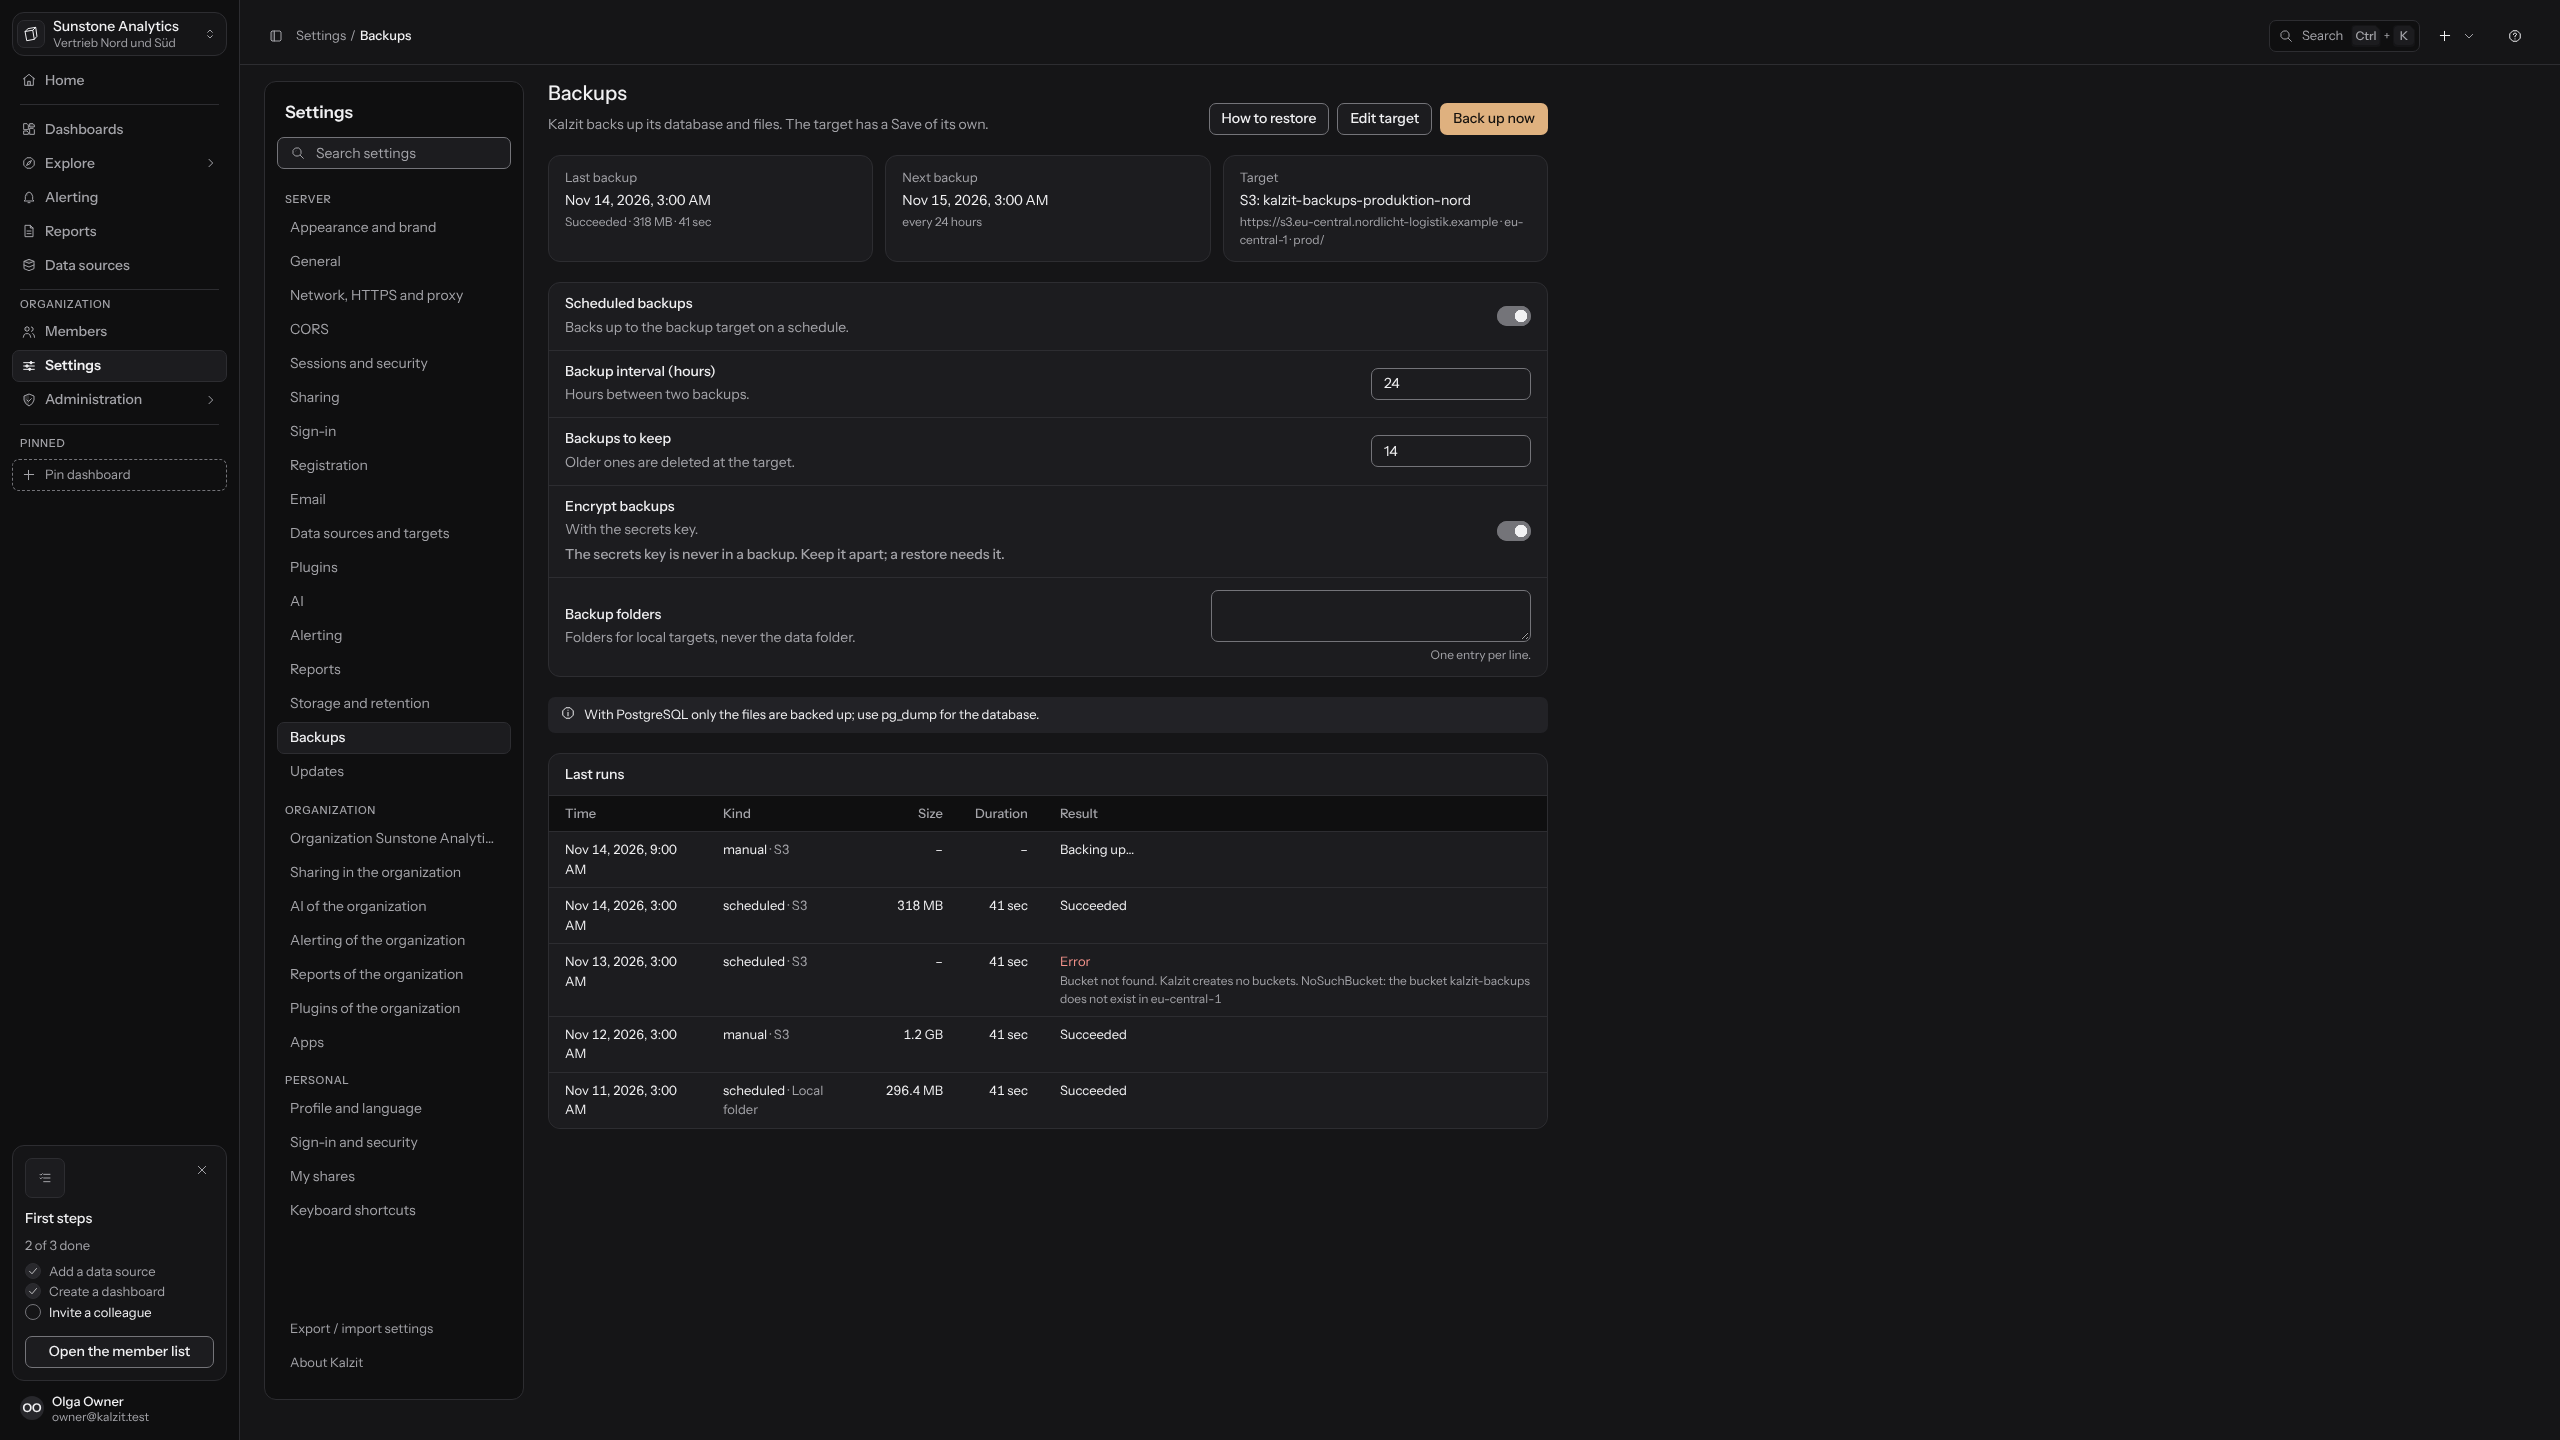 Sunstone Analytics
Vertrieb Nord und Süd
Home
Dashboards
Explore
Alerting
Reports
Data sources
ORGANIZATION
Members
Settings
Administration
PINNED
Pin dashboard
First steps
2 of 3 done
Add a data source
Create a dashboard
Invite a colleague
Open the member list
OO
Olga Owner
owner@kalzit.test
Settings / Backups
Search Ctrl + K
Settings
Search settings
SERVER
Appearance and brand
General
Network, HTTPS and proxy
CORS
Sessions and security
Sharing
Sign-in
Registration
Email
Data sources and targets
Plugins
AI
Alerting
Reports
Storage and retention
Backups
Updates
ORGANIZATION
Organization Sunstone Analyti...
Sharing in the organization
AI of the organization
Alerting of the organization
Reports of the organization
Plugins of the organization
Apps
PERSONAL
Profile and language
Sign-in and security
My shares
Keyboard shortcuts
Export / import settings
About Kalzit
Backups
Kalzit backs up its database and files. The target has a Save of its own.
How to restore
Edit target
Back up now
Last backup
Nov 14, 2026, 3:00 AM
Succeeded · 318 MB · 41 sec
Next backup
Nov 15, 2026, 3:00 AM
every 24 hours
Target
S3: kalzit-backups-produktion-nord
https://s3.eu-central.nordlicht-logistik.example · eu-
central-1 · prod/
Scheduled backups
Backs up to the backup target on a schedule.
Backup interval (hours)
Hours between two backups.
24
Backups to keep
Older ones are deleted at the target.
14
Encrypt backups
With the secrets key.
The secrets key is never in a backup. Keep it apart; a restore needs it.
Backup folders
Folders for local targets, never the data folder.
One entry per line.
With PostgreSQL only the files are backed up; use pg_dump for the database.
Last runs
Time Kind Size Duration Result
Nov 14, 2026, 9:00 manual · S3 – – Backing up...
AM
Nov 14, 2026, 3:00 scheduled · S3 318 MB 41 sec Succeeded
AM
Nov 13, 2026, 3:00 scheduled · S3 – 41 sec Error
AM
Bucket not found. Kalzit creates no buckets. NoSuchBucket: the bucket kalzit-backups
does not exist in eu-central-1
Nov 12, 2026, 3:00 manual · S3 1.2 GB 41 sec Succeeded
AM
Nov 11, 2026, 3:00 scheduled · Local 296.4 MB 41 sec Succeeded
AM folder